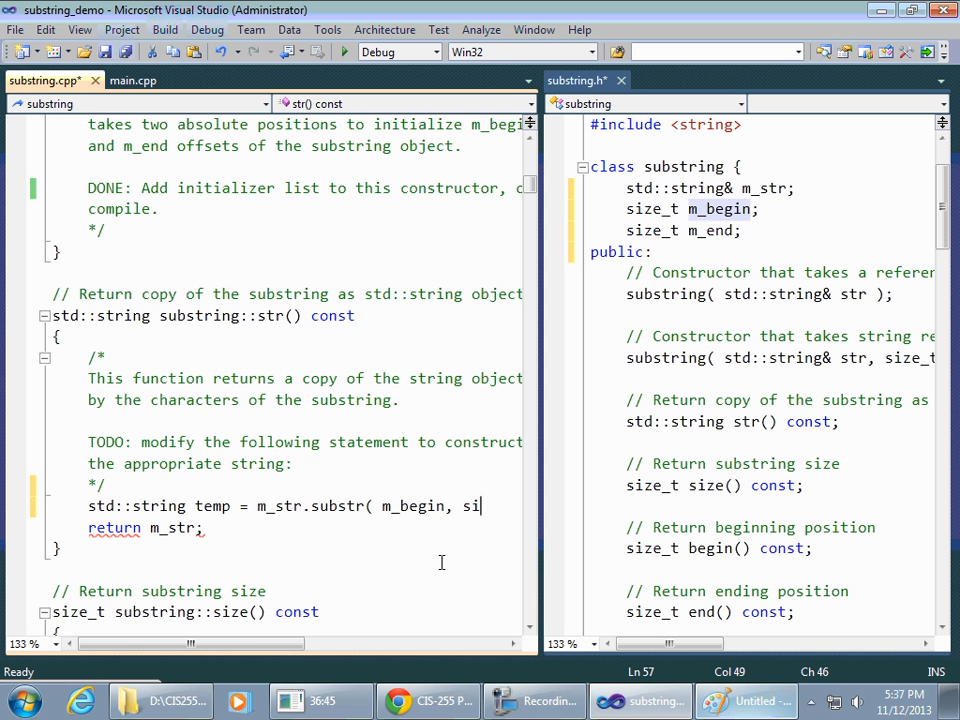 substring_demo - Microsoft Visual Studio (Administrator)
File Edit View Project Build Debug Team Data Tools Architecture Test Analyze Window Help
Debug Win32
substring.cpp* main.cpp
substring str() const
takes two absolute positions to initialize m_begi
and m_end offsets of the substring object.
DONE: Add initializer list to this constructor, c
compile.
*/
}
// Return copy of the substring as std::string object
std::string substring::str() const
{
/*
This function returns a copy of the string object
by the characters of the substring.
TODO: modify the following statement to construct
the appropriate string:
*/
std::string temp = m_str.substr( m_begin, si
return m_str;
}
// Return substring size
size_t substring::size() const
{
133 %
substring.h*
substring
#include <string>
class substring {
std::string& m_str;
size_t m_begin;
size_t m_end;
public:
// Constructor that takes a referen
substring( std::string& str );
// Constructor that takes string re
substring( std::string& str, size_t
// Return copy of the substring as
std::string str() const;
// Return substring size
size_t size() const;
// Return beginning position
size_t begin() const;
// Return ending position
size_t end() const;
133 %
Ready Ln 57 Col 49 Ch 46 INS
D:\CIS255... 36:45 CIS-255 P... Recordin... substring... Untitled -... 5:37 PM
11/12/2013